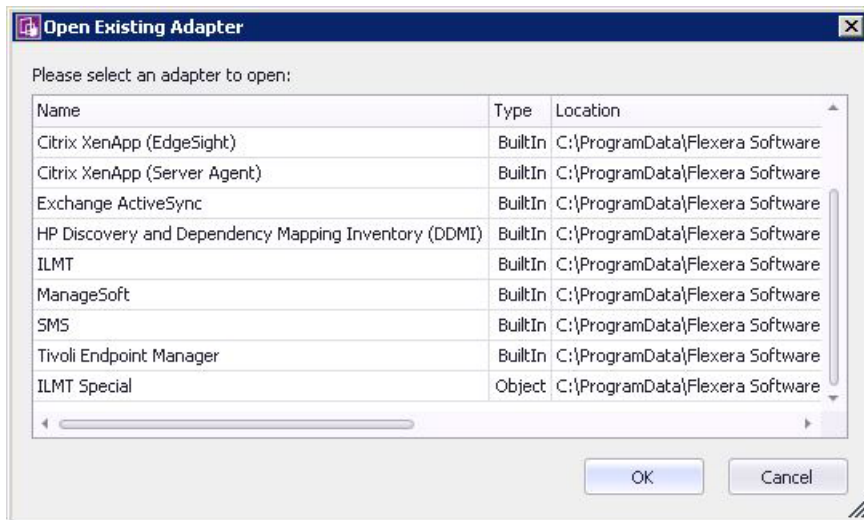 Open Existing Adapter
Please select an adapter to open:
Name Type Location
Citrix XenApp (EdgeSight) BuiltIn C:\ProgramData\Flexera Software
Citrix XenApp (Server Agent) BuiltIn C:\ProgramData\Flexera Software
Exchange ActiveSync BuiltIn C:\ProgramData\Flexera Software
HP Discovery and Dependency Mapping Inventory (DDMI) BuiltIn C:\ProgramData\Flexera Software
ILMT BuiltIn C:\ProgramData\Flexera Software
ManageSoft BuiltIn C:\ProgramData\Flexera Software
SMS BuiltIn C:\ProgramData\Flexera Software
Tivoli Endpoint Manager BuiltIn C:\ProgramData\Flexera Software
ILMT Special Object C:\ProgramData\Flexera Software
OK Cancel